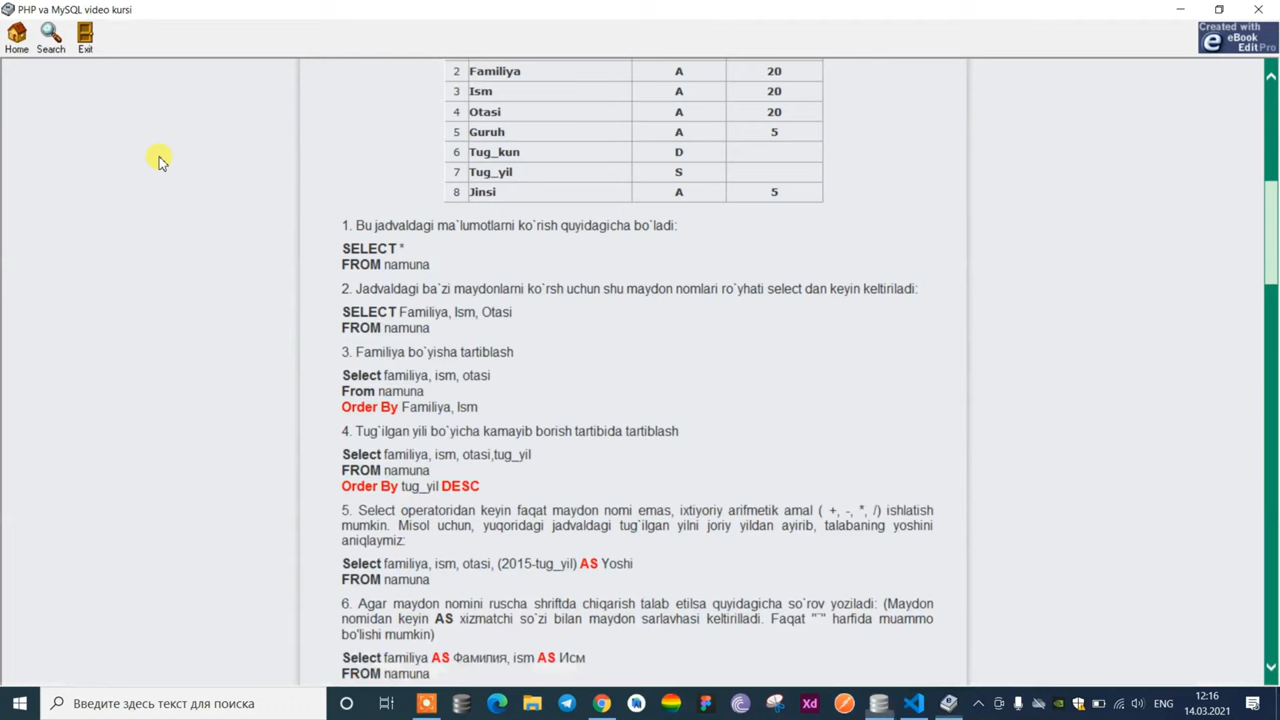 PHP va MySQL video kursi
Home Search Exit
Created with
eBook
Edit Pro
2 Familiya A 20
3 Ism A 20
4 Otasi A 20
5 Guruh A 5
6 Tug_kun D
7 Tug_yil S
8 Jinsi A 5
1. Bu jadvaldagi ma`lumotlarni ko`rish quyidagicha bo`ladi:
SELECT *
FROM namuna
2. Jadvaldagi ba`zi maydonlarni ko`rsh uchun shu maydon nomlari ro`yhati select dan keyin keltiriladi:
SELECT Familiya, Ism, Otasi
FROM namuna
3. Familiya bo`yisha tartiblash
Select familiya, ism, otasi
From namuna
Order By Familiya, Ism
4. Tug`ilgan yili bo`yicha kamayib borish tartibida tartiblash
Select familiya, ism, otasi,tug_yil
FROM namuna
Order By tug_yil DESC
5. Select operatoridan keyin faqat maydon nomi emas, ixtiyoriy arifmetik amal ( +, -, *, /) ishlatish
mumkin. Misol uchun, yuqoridagi jadvaldagi tug`ilgan yilni joriy yildan ayirib, talabaning yoshini
aniqlaymiz:
Select familiya, ism, otasi, (2015-tug_yil) AS Yoshi
FROM namuna
6. Agar maydon nomini ruscha shriftda chiqarish talab etilsa quyidagicha so`rov yoziladi: (Maydon
nomidan keyin AS xizmatchi so`zi bilan maydon sarlavhasi keltirilladi. Faqat "¨" harfida muammo
bo'lishi mumkin)
Select familiya AS Фамилия, ism AS Исм
FROM namuna
Введите здесь текст для поиска
Xd
ENG
12:16
14.03.2021